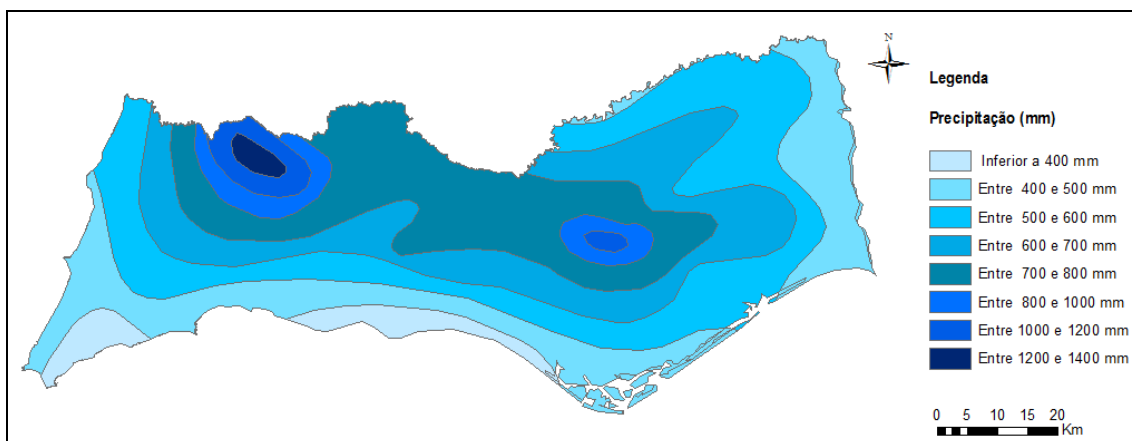 N
Legenda
Precipitação (mm)
Inferior a 400 mm
Entre 400 e 500 mm
Entre 500 e 600 mm
Entre 600 e 700 mm
Entre 700 e 800 mm
Entre 800 e 1000 mm
Entre 1000 e 1200 mm
Entre 1200 e 1400 mm
0 5 10 15 20
Km